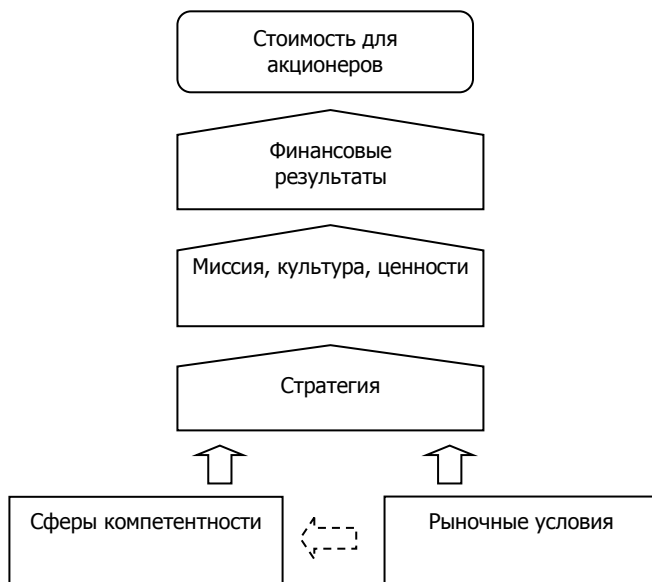 Стоимость для
акционеров
Финансовые
результаты
Миссия, культура, ценности
Стратегия
Сферы компетентности
Рыночные условия